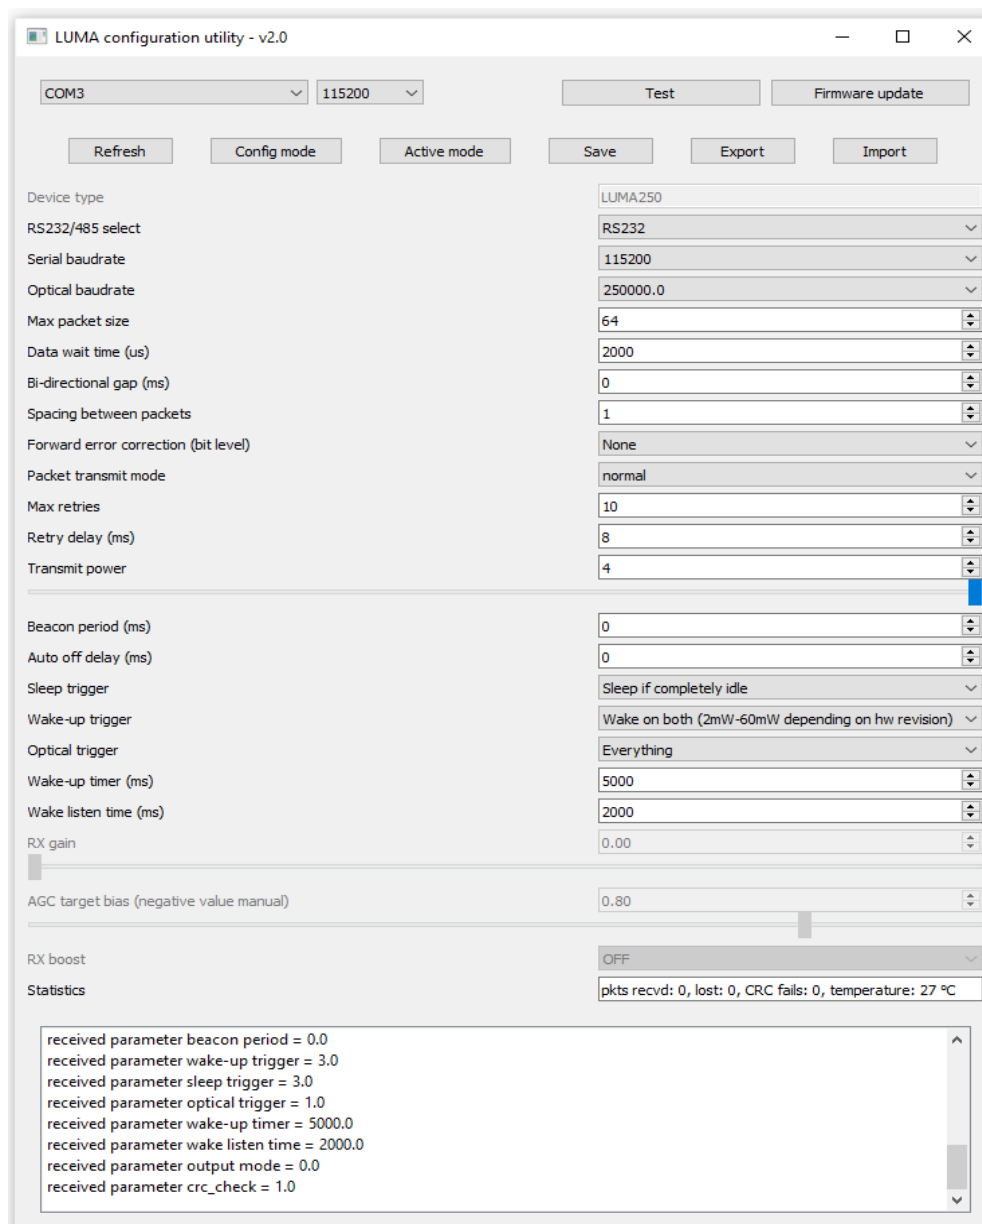 LUMA configuration utility - v2.0
COM3 115200 Test Firmware update
Refresh Config mode Active mode Save Export Import
Device type LUMA250
RS232/485 select RS232
Serial baudrate 115200
Optical baudrate 250000.0
Max packet size 64
Data wait time (us) 2000
Bi-directional gap (ms) 0
Spacing between packets 1
Forward error correction (bit level) None
Packet transmit mode normal
Max retries 10
Retry delay (ms) 8
Transmit power 4
Beacon period (ms) 0
Auto off delay (ms) 0
Sleep trigger Sleep if completely idle
Wake-up trigger Wake on both (2mW-60mW depending on hw revision)
Optical trigger Everything
Wake-up timer (ms) 5000
Wake listen time (ms) 2000
RX gain 0.00
AGC target bias (negative value manual) 0.80
RX boost OFF
Statistics pkts recvd: 0, lost: 0, CRC fails: 0, temperature: 27 ºC
received parameter beacon period = 0.0
received parameter wake-up trigger = 3.0
received parameter sleep trigger = 3.0
received parameter optical trigger = 1.0
received parameter wake-up timer = 5000.0
received parameter wake listen time = 2000.0
received parameter output mode = 0.0
received parameter crc_check = 1.0